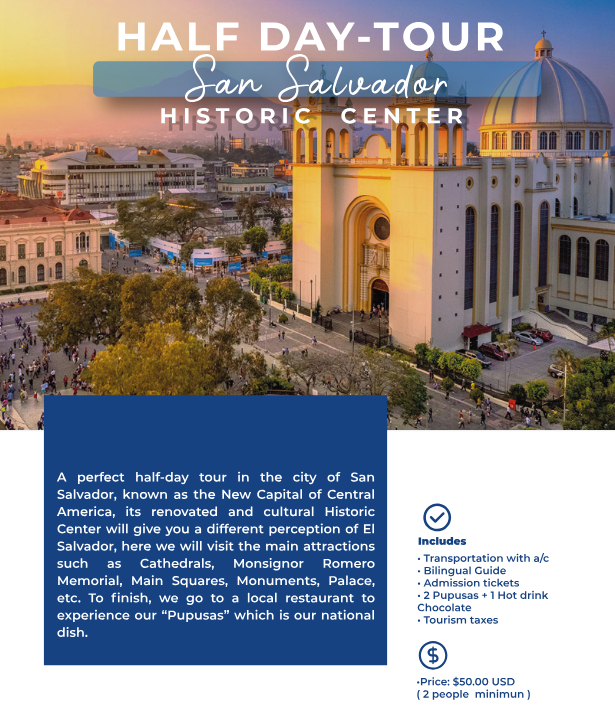 HALF DAY-TOUR
San Salvador
HISTORIC CENTER
A perfect half-day tour in the city of San
Salvador, known as the New Capital of Central
America, its renovated and cultural Historic
Center will give you a different perception of El
Salvador, here we will visit the main attractions
such as Cathedrals, Monsignor Romero
Memorial, Main Squares, Monuments, Palace,
etc. To finish, we go to a local restaurant to
experience our “Pupusas” which is our national
dish.
Includes
• Transportation with a/c
• Bilingual Guide
• Admission tickets
• 2 Pupusas + 1 Hot drink
Chocolate
• Tourism taxes
$
•Price: $50.00 USD
( 2 people minimun )